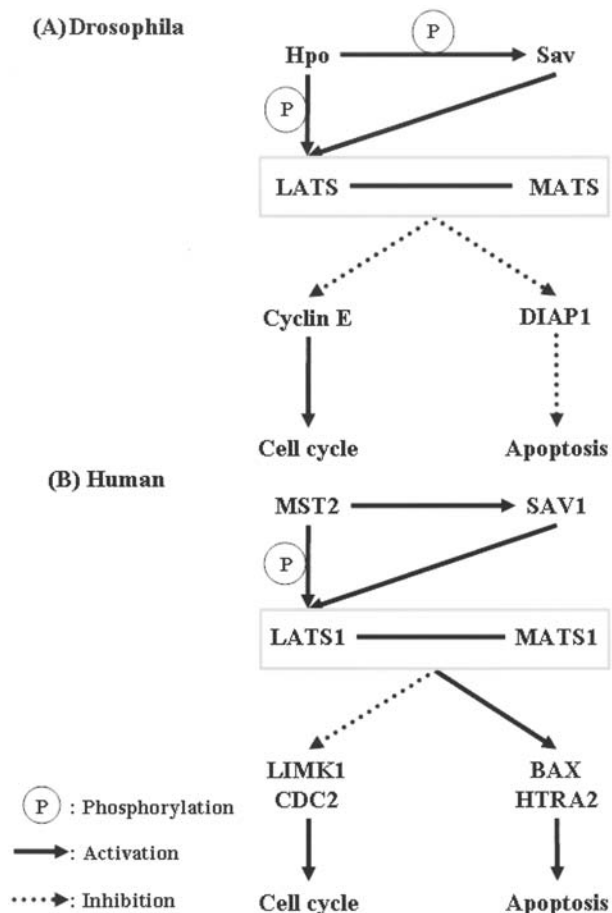 (A) Drosophila
P
Hpo Sav
P
LATS MATS
Cyclin E DIAP1
Cell cycle Apoptosis
(B) Human
MST2 SAV1
P
LATS1 MATS1
LIMK1 BAX
CDC2 HTRA2
P : Phosphorylation
: Activation
: Inhibition
Cell cycle Apoptosis